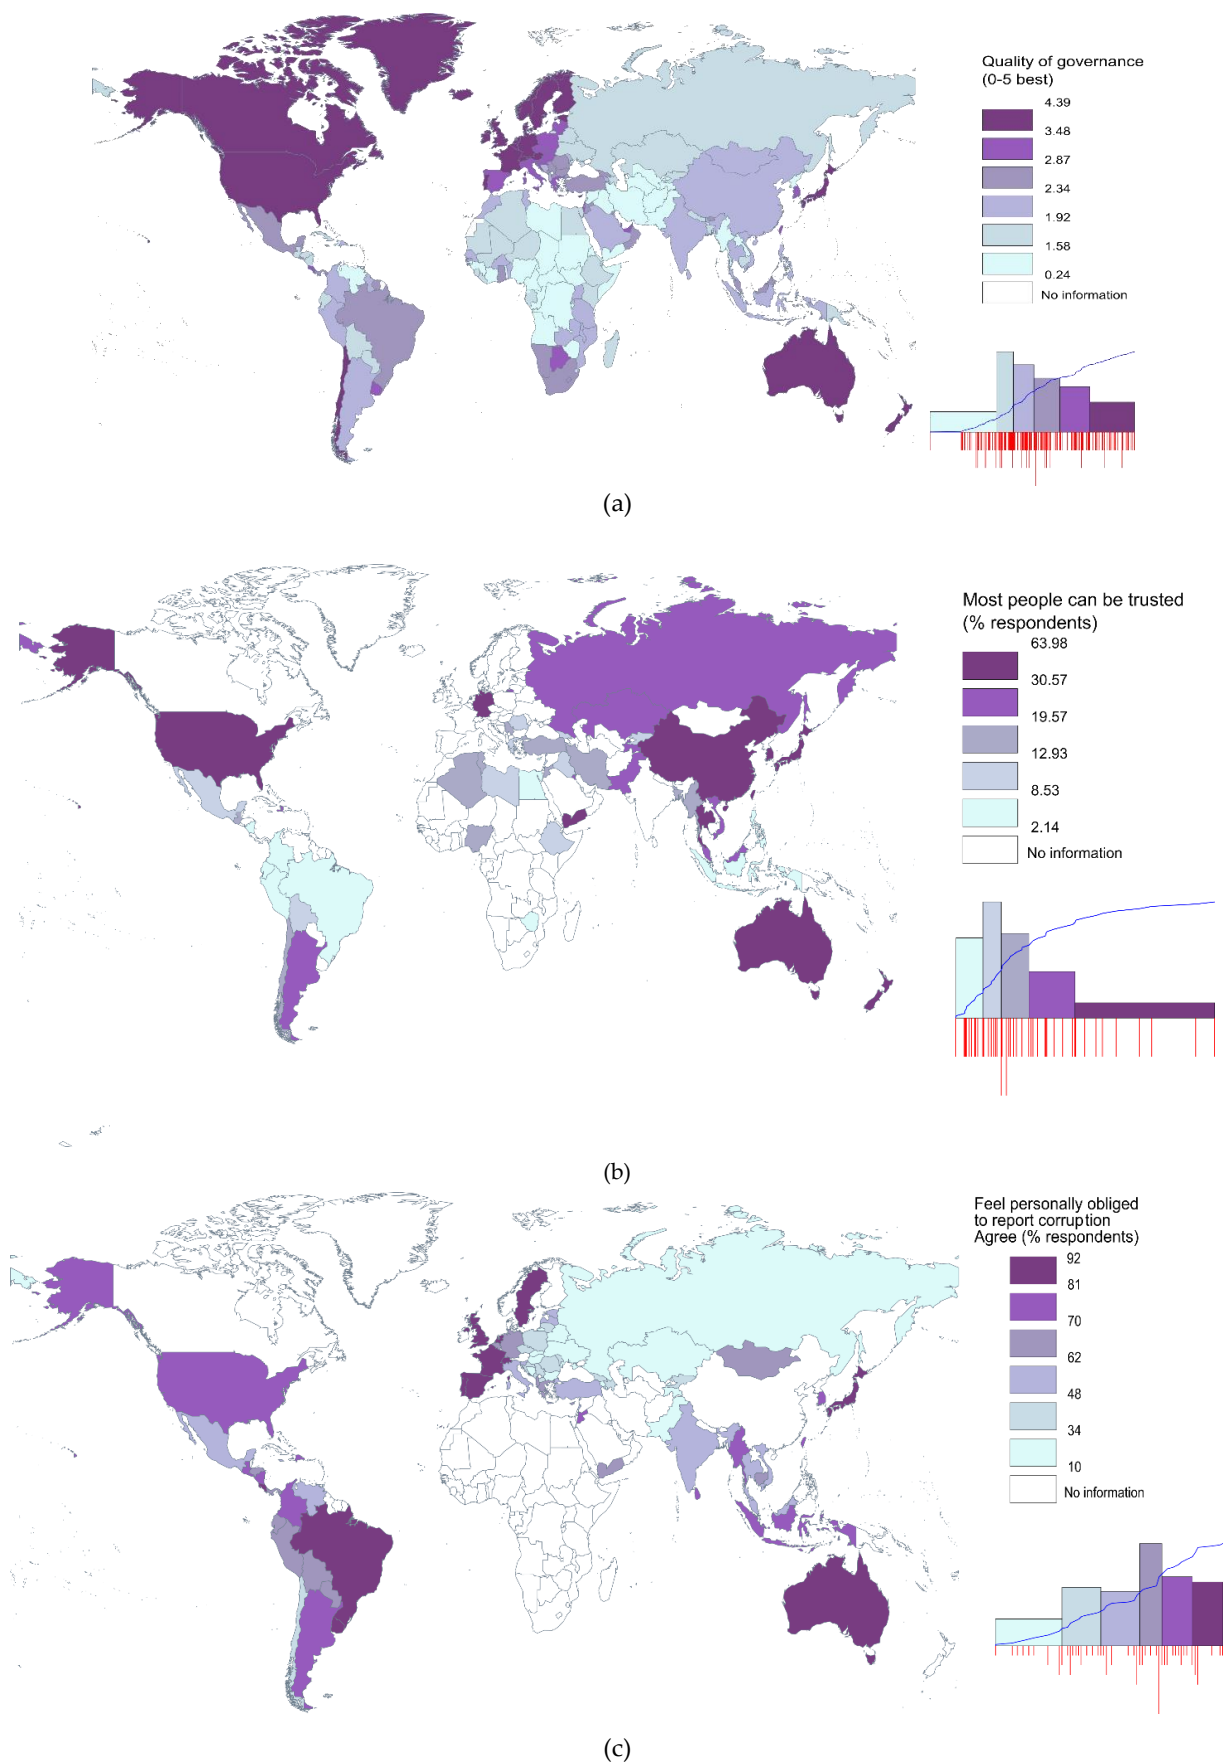 Quality of governance
(0-5 best)
4.39
3.48
2.87
2.34
1.92
1.58
0.24
No information
(a)
Most people can be trusted
(% respondents)
63.98
30.57
19.57
12.93
8.53
2.14
No information
(b)
Feel personally obliged
to report corruption
Agree (% respondents)
92
81
70
62
48
34
10
No information
(c)